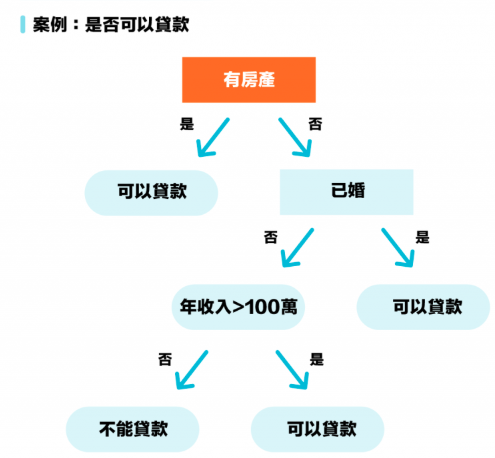 案例：是否可以貸款
有房產
是
否
可以貸款
已婚
否
是
年收入>100萬
可以貸款
否
是
不能貸款
可以貸款